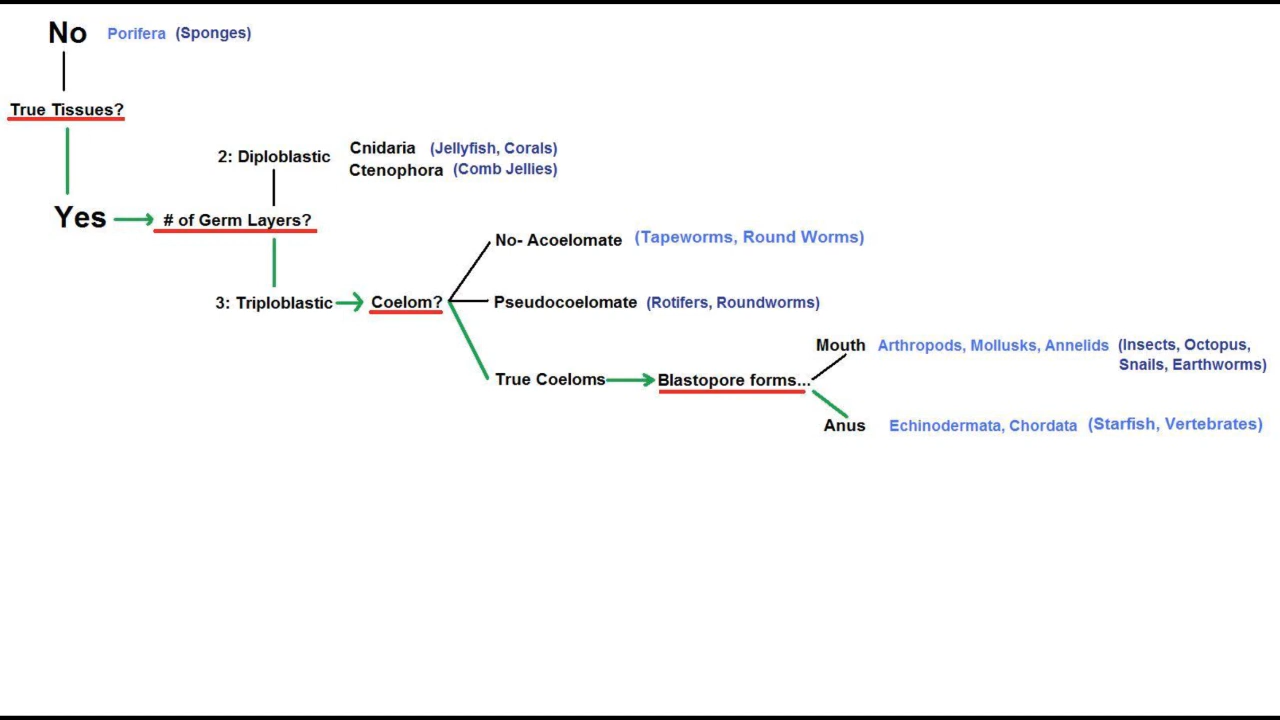 No Porifera (Sponges)
True Tissues?
2: Diploblastic Cnidaria (Jellyfish, Corals)
Ctenophora (Comb Jellies)
Yes # of Germ Layers?
No- Acoelomate (Tapeworms, Round Worms)
3: Triploblastic Coelom? Pseudocoelomate (Rotifers, Roundworms)
Mouth Arthropods, Mollusks, Annelids (Insects, Octopus,
Snails, Earthworms)
True Coeloms Blastopore forms...
Anus Echinodermata, Chordata (Starfish, Vertebrates)